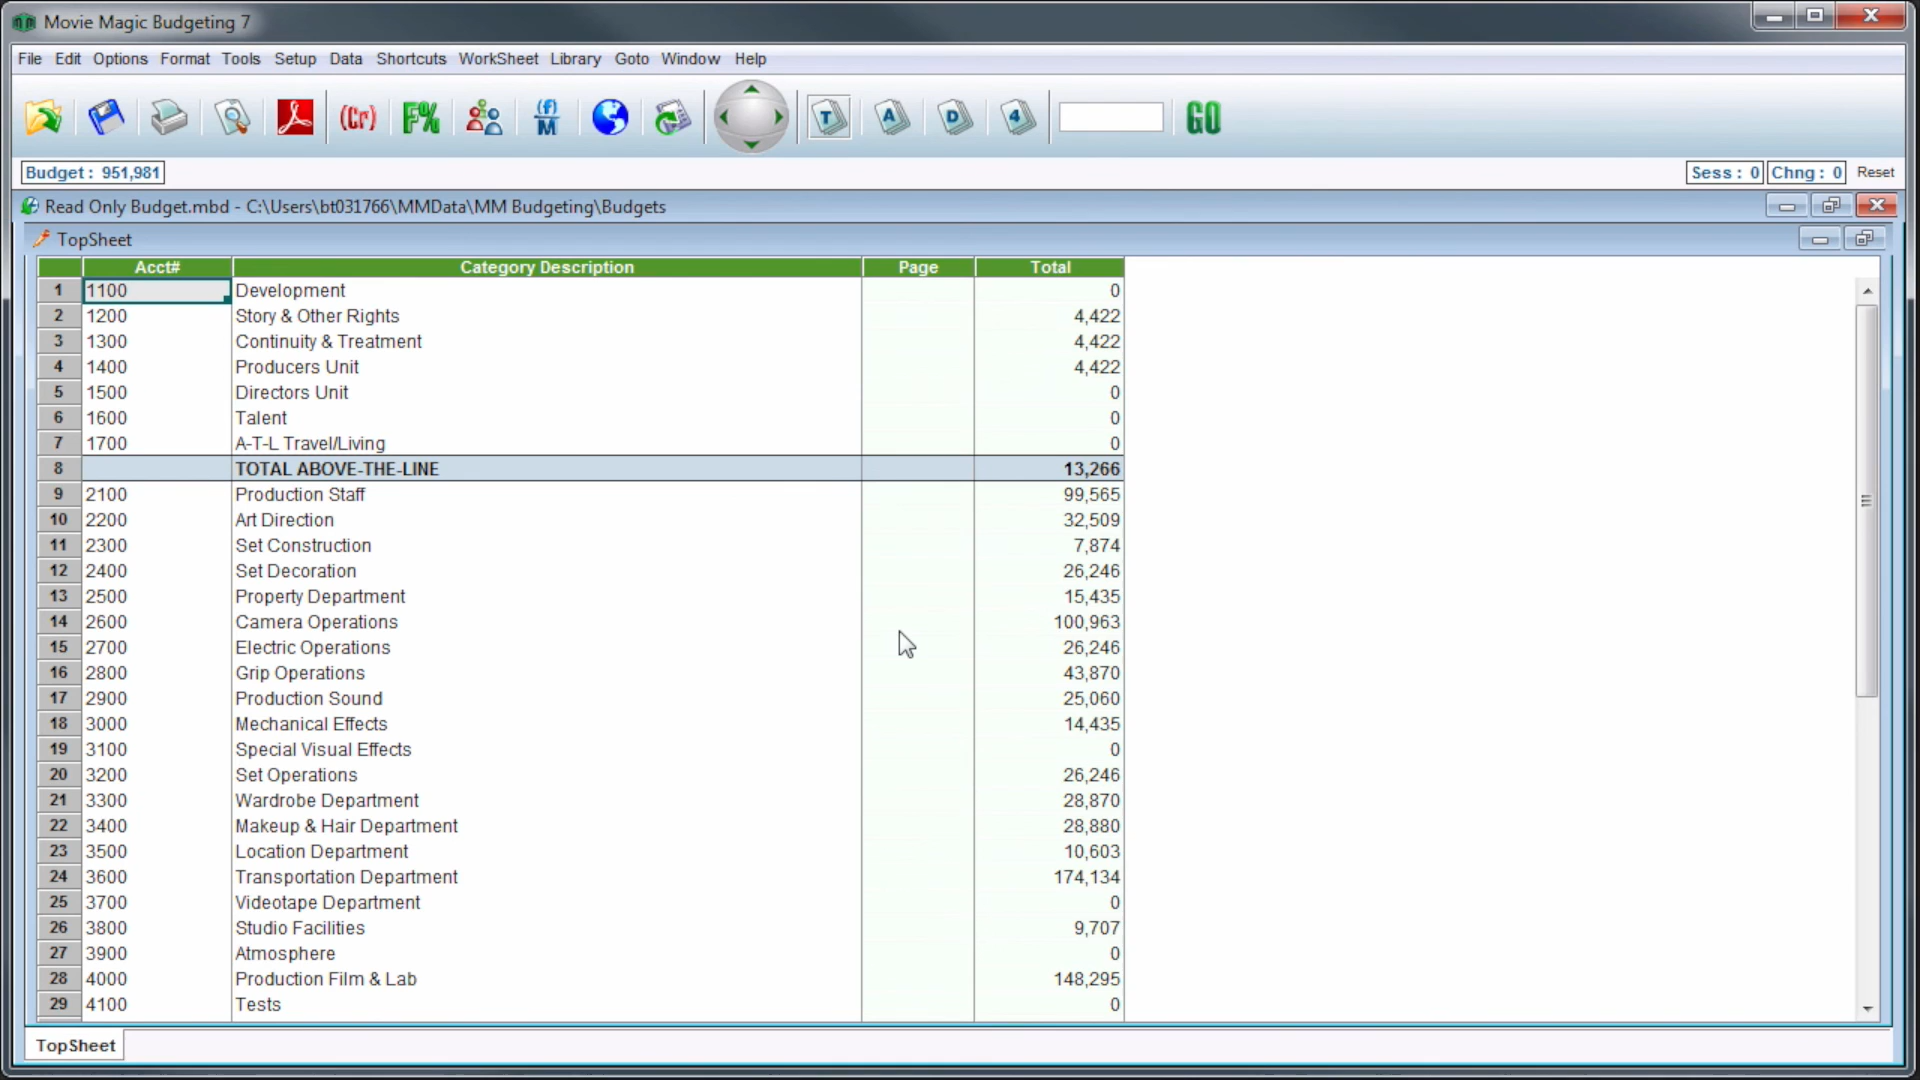 Movie Magic Budgeting 7
File Edit Options Format Tools Setup Data Shortcuts WorkSheet Library Goto Window Help
(Cr) F% (f) M T A D 4 GO
Budget : 951,981 Sess : 0 Chng : 0 Reset
Read Only Budget.mbd - C:\Users\bt031766\MMData\MM Budgeting\Budgets
TopSheet
Acct# Category Description Page Total
1 1100 Development 0
2 1200 Story & Other Rights 4,422
3 1300 Continuity & Treatment 4,422
4 1400 Producers Unit 4,422
5 1500 Directors Unit 0
6 1600 Talent 0
7 1700 A-T-L Travel/Living 0
8 TOTAL ABOVE-THE-LINE 13,266
9 2100 Production Staff 99,565
10 2200 Art Direction 32,509
11 2300 Set Construction 7,874
12 2400 Set Decoration 26,246
13 2500 Property Department 15,435
14 2600 Camera Operations 100,963
15 2700 Electric Operations 26,246
16 2800 Grip Operations 43,870
17 2900 Production Sound 25,060
18 3000 Mechanical Effects 14,435
19 3100 Special Visual Effects 0
20 3200 Set Operations 26,246
21 3300 Wardrobe Department 28,870
22 3400 Makeup & Hair Department 28,880
23 3500 Location Department 10,603
24 3600 Transportation Department 174,134
25 3700 Videotape Department 0
26 3800 Studio Facilities 9,707
27 3900 Atmosphere 0
28 4000 Production Film & Lab 148,295
29 4100 Tests 0
TopSheet